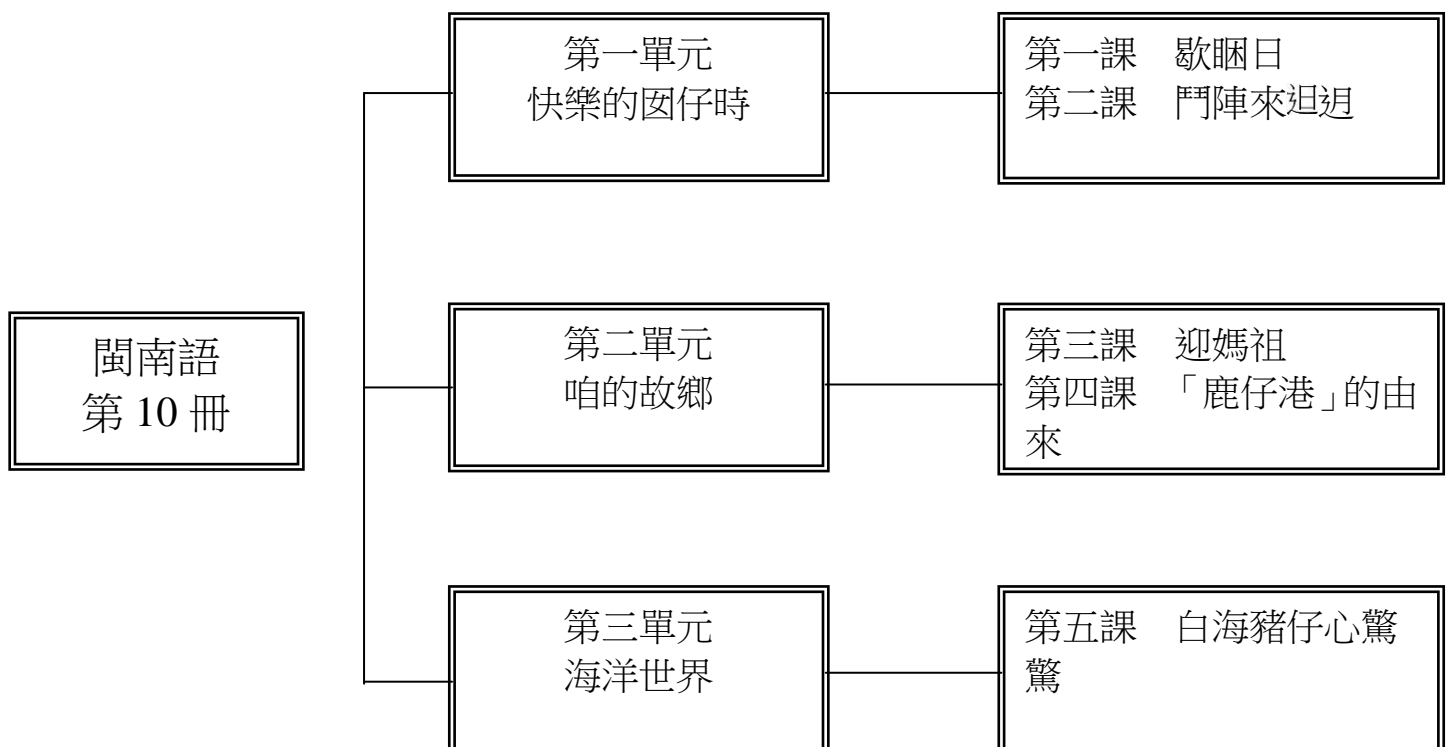 閩南語
第 10 冊
第一單元
快樂的囡仔時
第一課　歇睏日
第二課　鬥陣來𨑨迌
第二單元
咱的故鄉
第三課　迎媽祖
第四課　「鹿仔港」的由
來
第三單元
海洋世界
第五課　白海豬仔心驚
驚